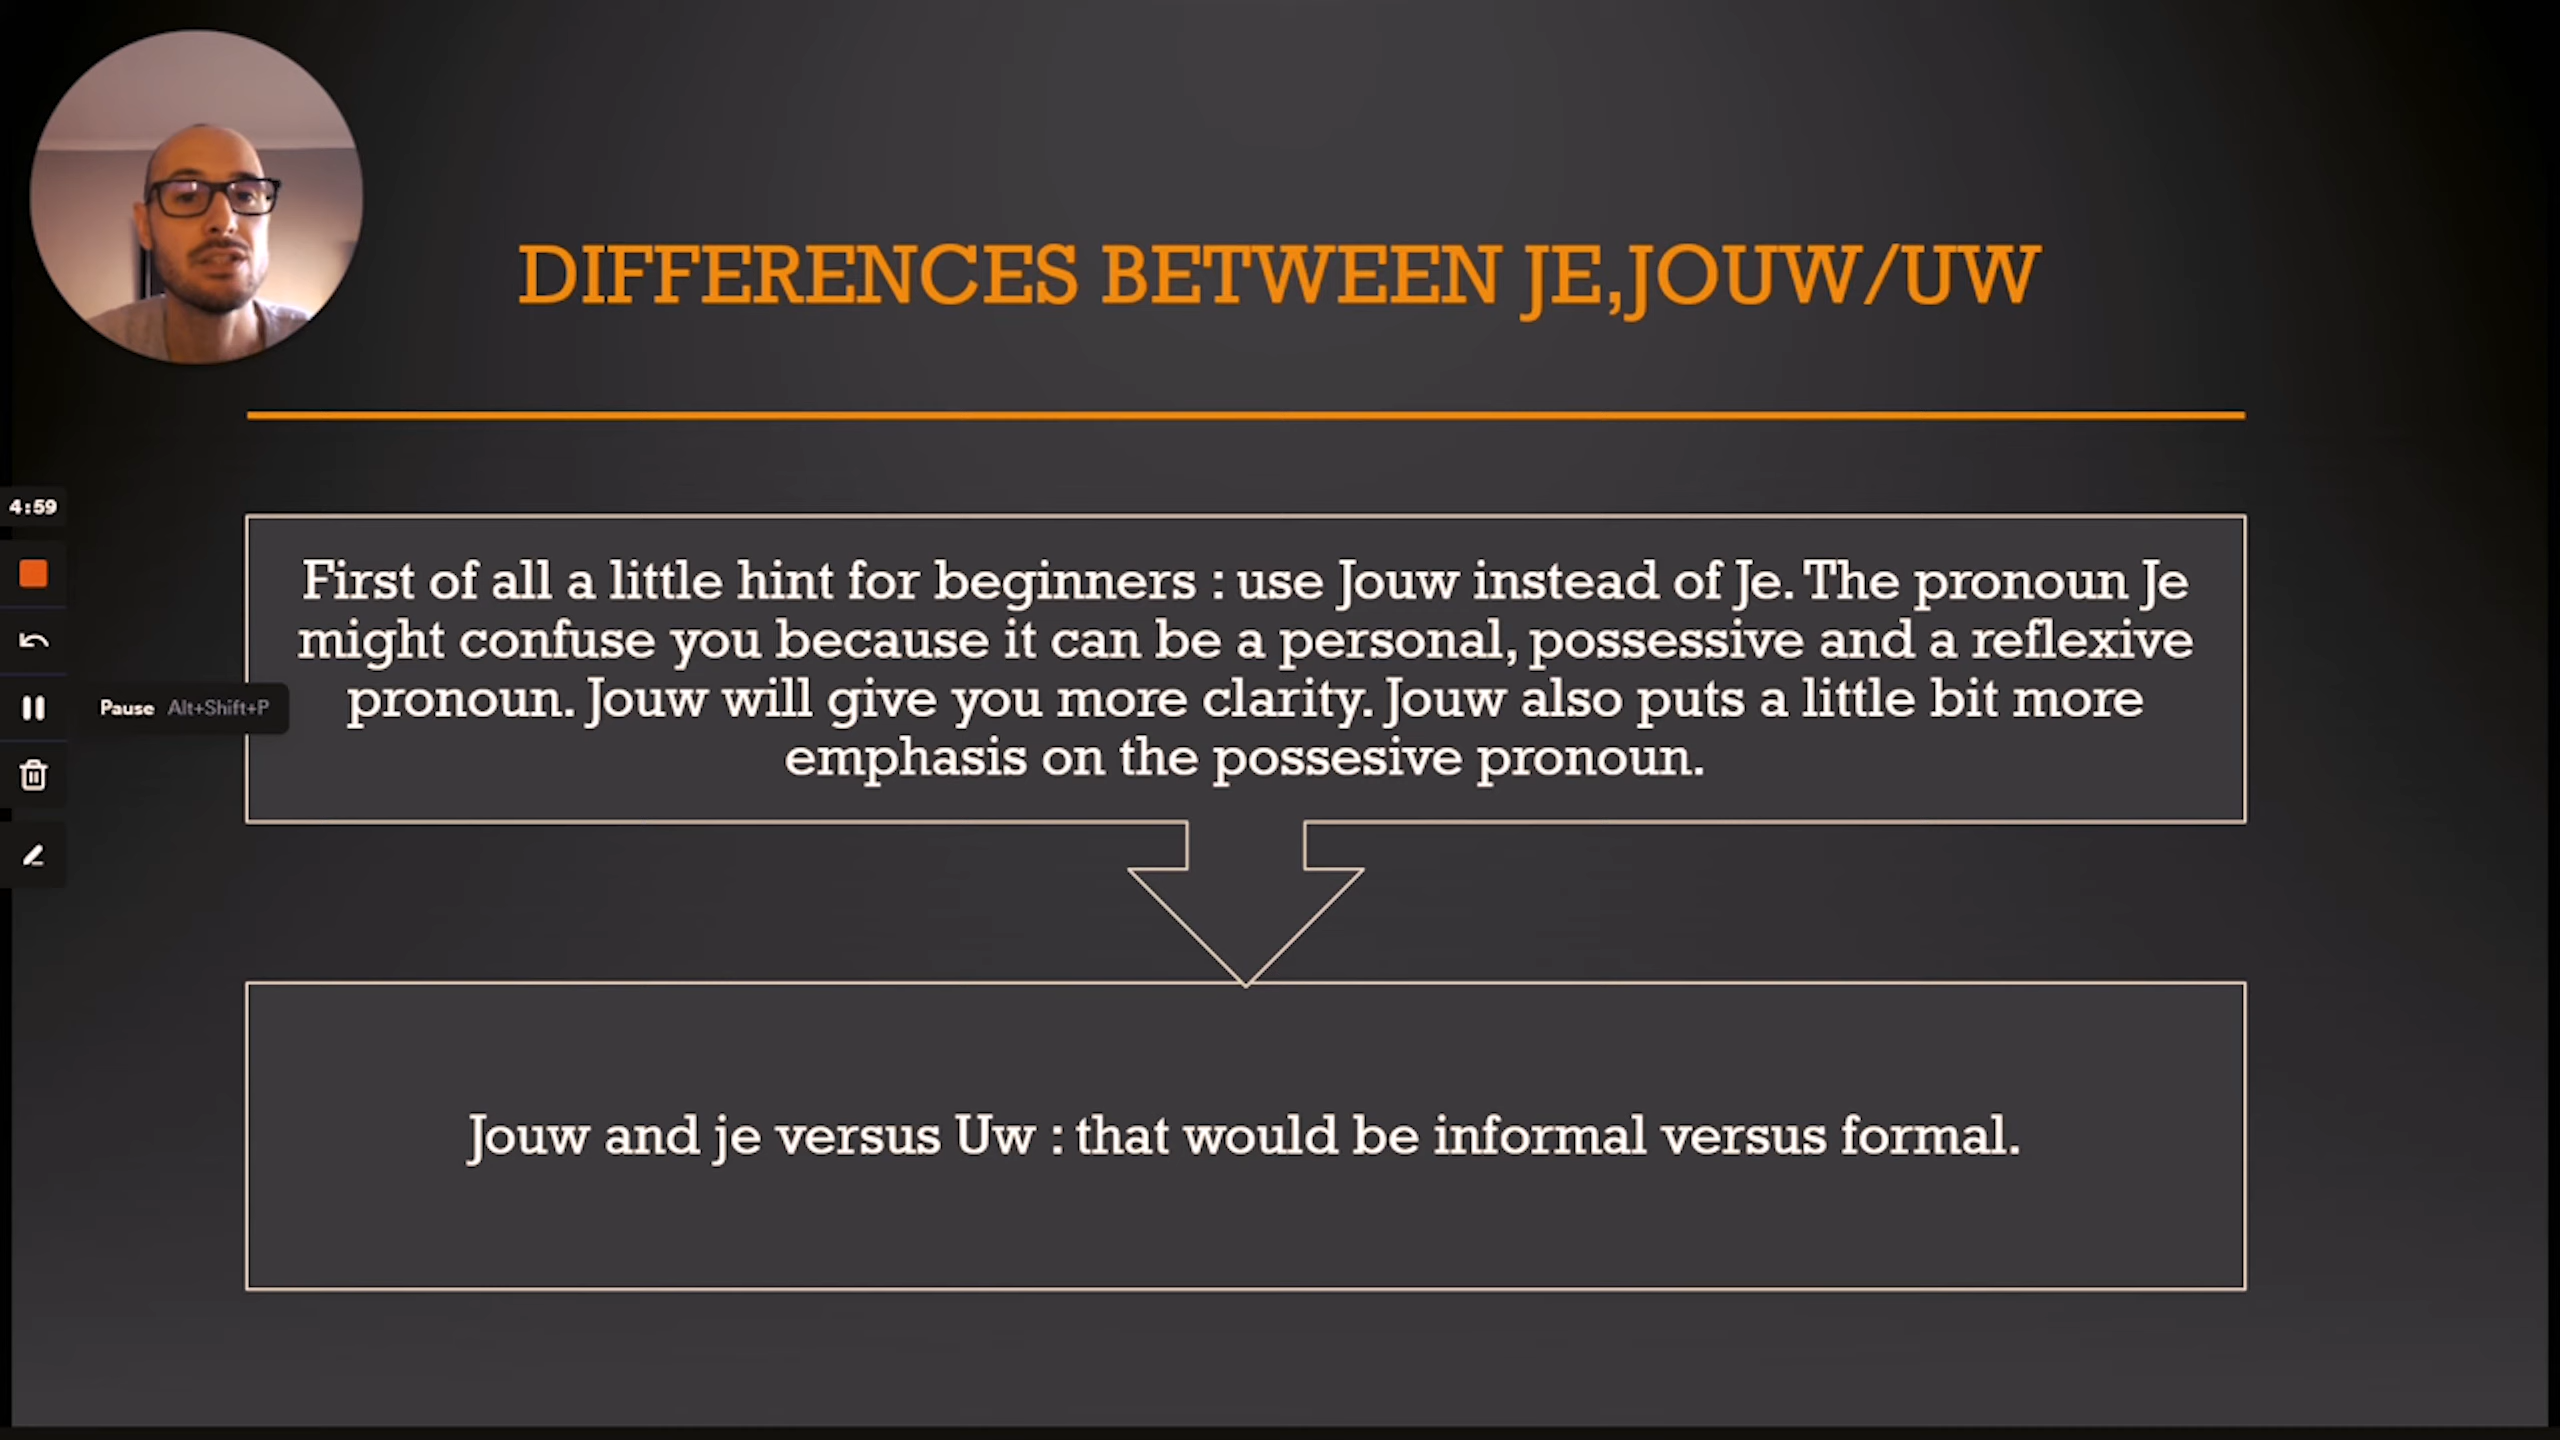 DIFFERENCES BETWEEN JE,JOUW/UW
4:59
First of all a little hint for beginners : use Jouw instead of Je. The pronoun Je
might confuse you because it can be a personal, possessive and a reflexive
pronoun. Jouw will give you more clarity. Jouw also puts a little bit more
emphasis on the possesive pronoun.
Pause Alt+Shift+P
Jouw and je versus Uw : that would be informal versus formal.